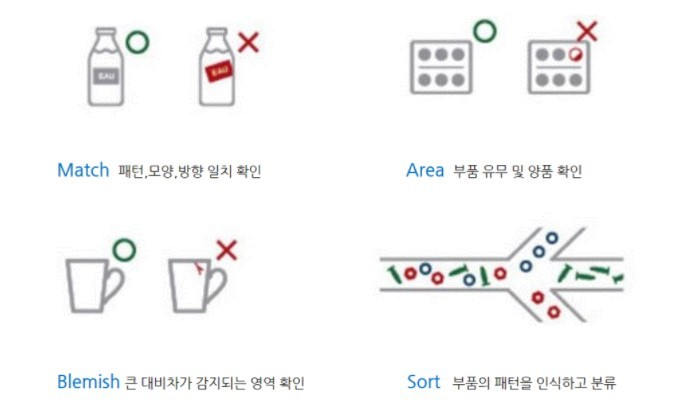 EAU EAU
Match 패턴,모양,방향 일치 확인
Area 부품 유무 및 양품 확인
Blemish 큰 대비차가 감지되는 영역 확인
Sort 부품의 패턴을 인식하고 분류